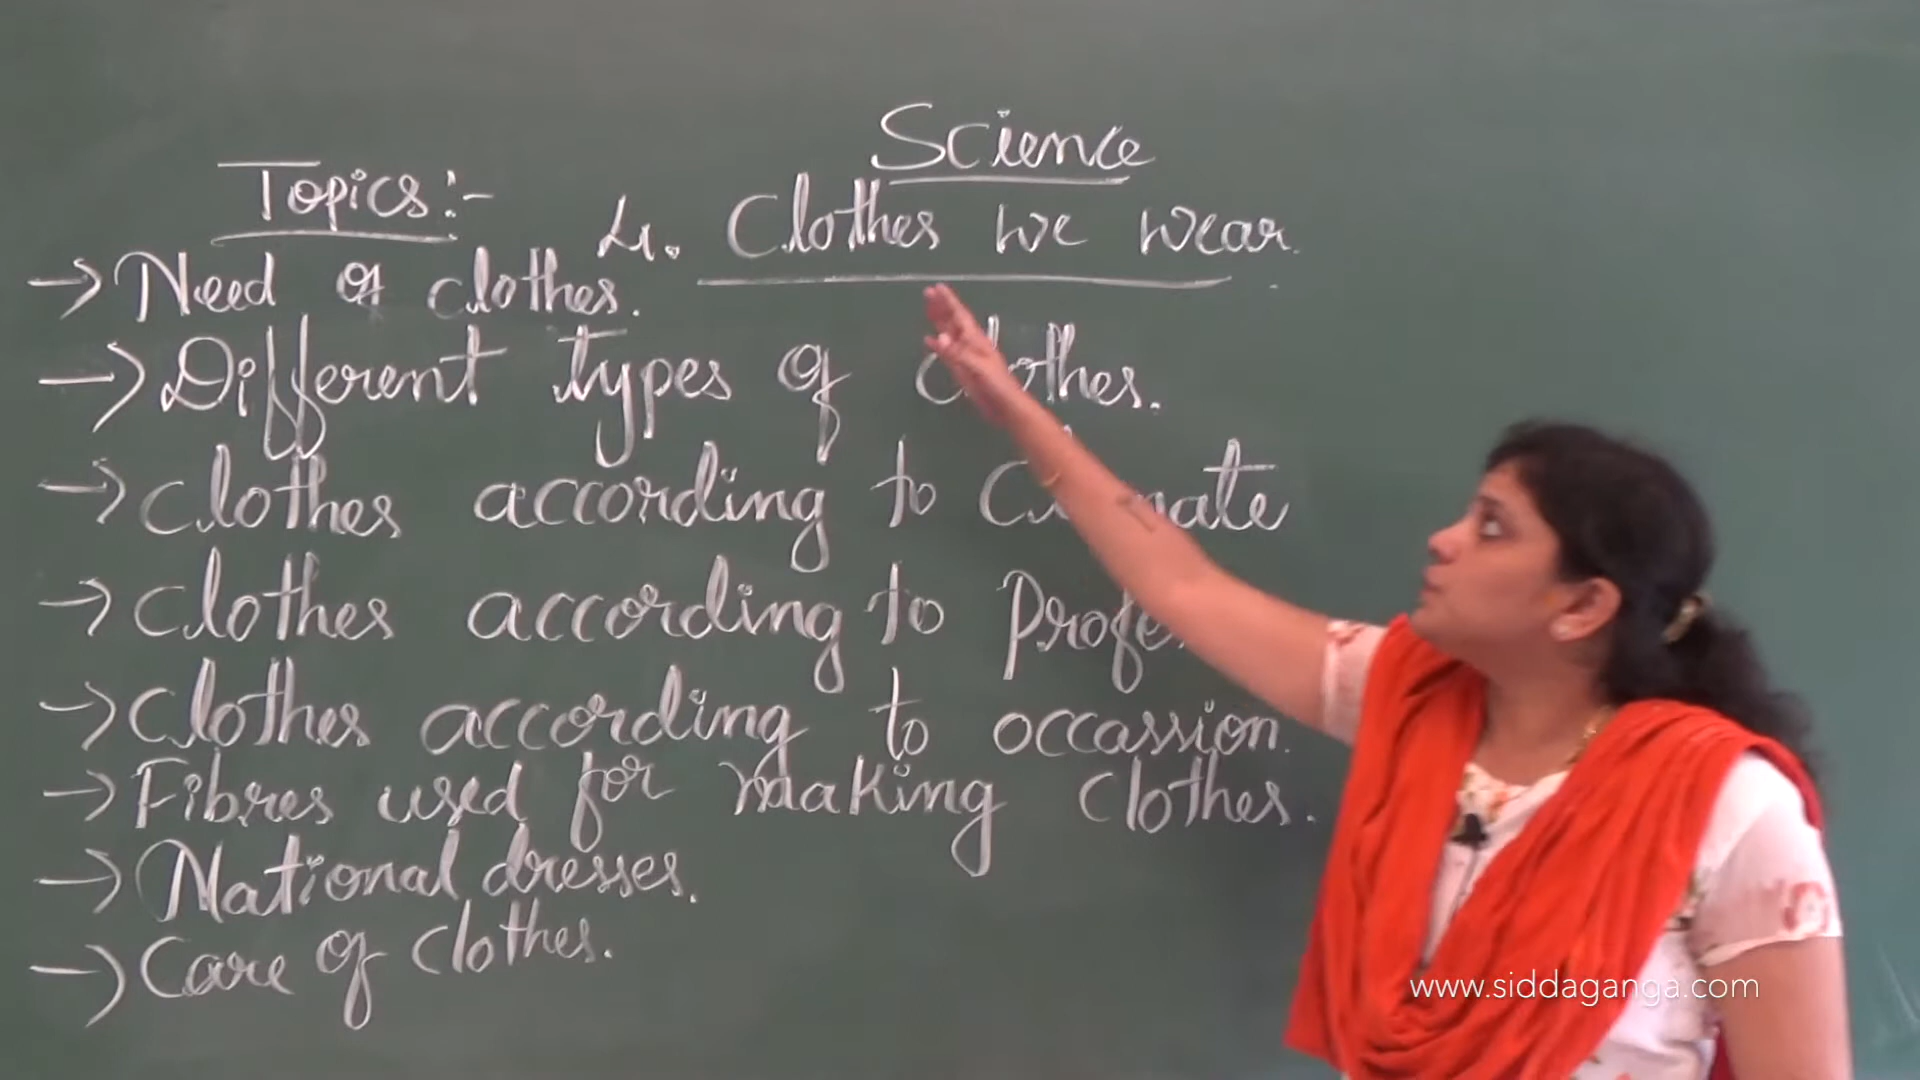 Science
4. Clothes we wear.
Topics:-
→ Need of clothes.
→ Different types of clothes.
→ Clothes according to
→ Clothes according to
→ Clothes according to occassion.
→ Fibres used for making clothes.
→ National dresses.
→ Care of clothes.
www.siddaganga.com